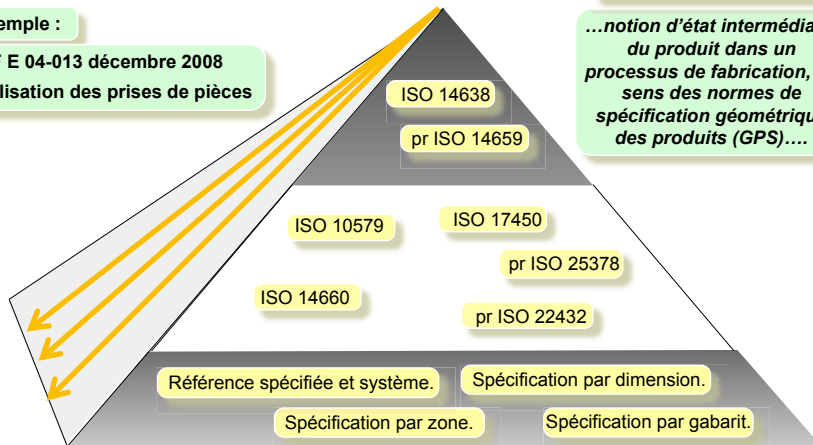 emple :
E 04-013 décembre 2008
lisation des prises de pièces
…notion d’état intermédia
du produit dans un
processus de fabrication,
sens des normes de
spécification géométriqu
des produits (GPS)….
ISO 14638
pr ISO 14659
ISO 10579
ISO 17450
pr ISO 25378
ISO 14660
pr ISO 22432
Référence spécifiée et système.
Spécification par dimension.
Spécification par zone.
Spécification par gabarit.